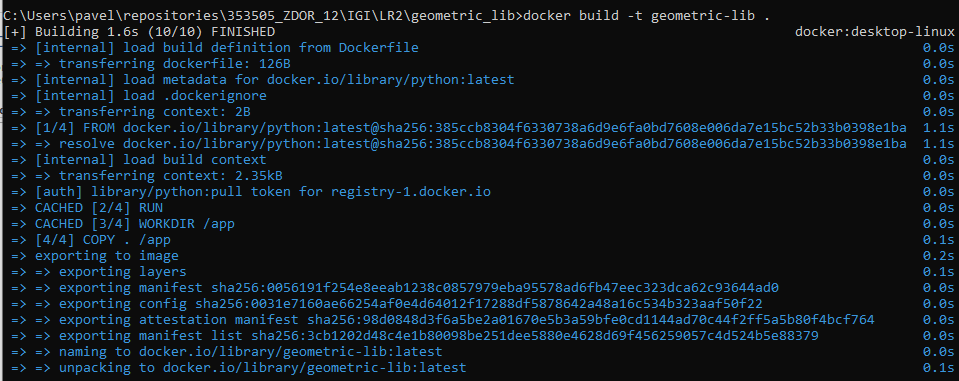 C:\Users\pavel\repositories\353505_ZDOR_12\IGI\LR2\geometric_lib>docker build -t geometric-lib .
[+] Building 1.6s (10/10) FINISHED docker:desktop-linux
=> [internal] load build definition from Dockerfile 0.0s
=> => transferring dockerfile: 126B 0.0s
=> [internal] load metadata for docker.io/library/python:latest 0.0s
=> [internal] load .dockerignore 0.0s
=> => transferring context: 2B 0.0s
=> [1/4] FROM docker.io/library/python:latest@sha256:385ccb8304f6330738a6d9e6fa0bd7608e006da7e15bc52b33b0398e1ba 1.1s
=> => resolve docker.io/library/python:latest@sha256:385ccb8304f6330738a6d9e6fa0bd7608e006da7e15bc52b33b0398e1ba 1.1s
=> [internal] load build context 0.0s
=> => transferring context: 2.35kB 0.0s
=> [auth] library/python:pull token for registry-1.docker.io 0.0s
=> CACHED [2/4] RUN 0.0s
=> CACHED [3/4] WORKDIR /app 0.0s
=> [4/4] COPY . /app 0.1s
=> exporting to image 0.2s
=> => exporting layers 0.1s
=> => exporting manifest sha256:0056191f254e8eeab1238c0857979eba95578ad6fb47eec323dca62c93644ad0 0.0s
=> => exporting config sha256:0031e7160ae66254af0e4d64012f17288df5878642a48a16c534b323aaf50f22 0.0s
=> => exporting attestation manifest sha256:98d0848d3f6a5be2a01670e5b3a59bfe0cd1144ad70c44f2ff5a5b80f4bcf764 0.0s
=> => exporting manifest list sha256:3cb1202d48c4e1b80098be251dee5880e4628d69f456259057c4d524b5e88379 0.0s
=> => naming to docker.io/library/geometric-lib:latest 0.0s
=> => unpacking to docker.io/library/geometric-lib:latest 0.1s